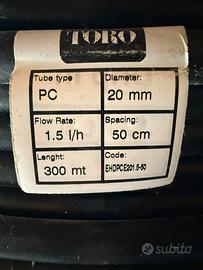 TORO
Tube type
PC
Diameter:
20 mm
Flow Rate:
1.5 l/h
Spacing:
50 cm
Lenght:
300 mt
Code:
EHDPCE201.5-50
subito